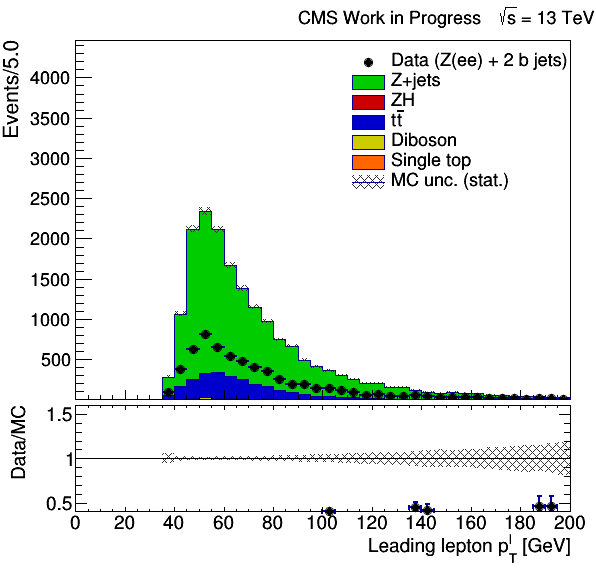 CMS Work in Progress √s = 13 TeV
Events/5.0
4000
3500
3000
2500
2000
1500
1000
500
Data (Z(ee) + 2 b jets)
Z+jets
ZH
tt̅
Diboson
Single top
MC unc. (stat.)
Data/MC
1.5
1
0.5
0 20 40 60 80 100 120 140 160 180 200
Leading lepton p_T^l [GeV]